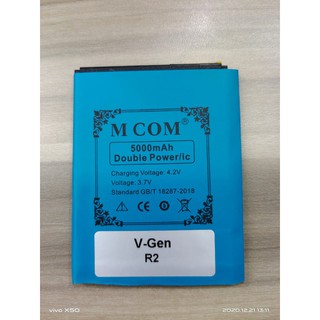 M COM®
5000mAh
Double Power/ic
Charging Voltage: 4.2V
Voltage: 3.7V
Standard GB/T 18287-2018
V-Gen
R2
vivo X50
2020.12.21 13:11